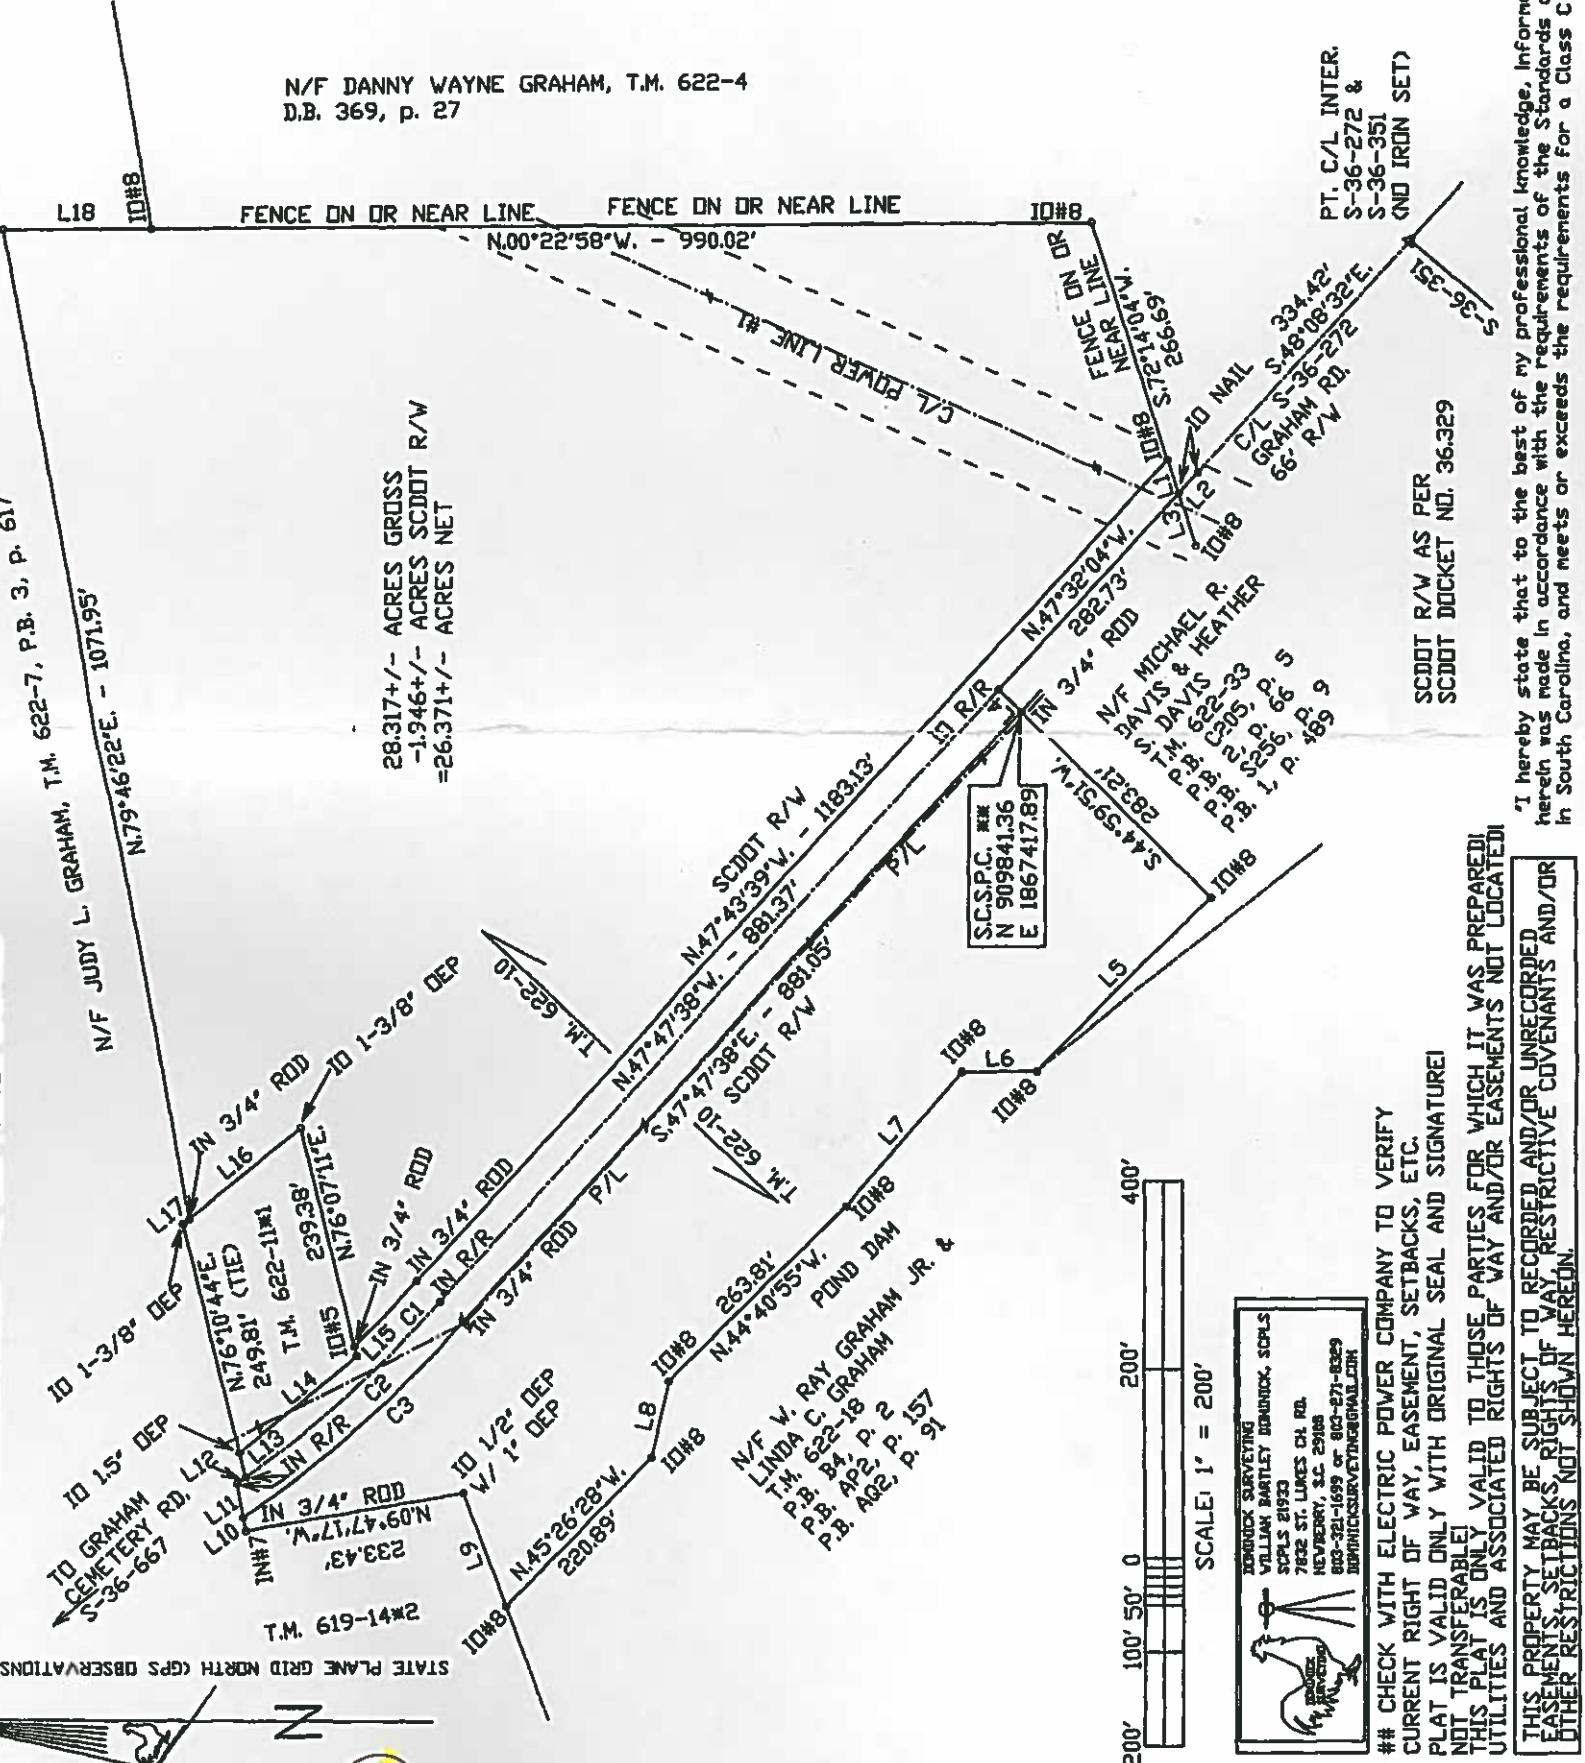 N/F DANNY WAYNE GRAHAM, T.M. 622-4
D.B. 369, p. 27
L18
IO#8
FENCE ON OR NEAR LINE
FENCE ON OR NEAR LINE
N.00°22'58"W. - 990.02'
IO#8
N/F JUDY L. GRAHAM, T.M. 622-7, P.B. 3, p. 617
N.79°46'22"E. - 1071.95'
28.317+/- ACRES GROSS
-1.946+/- ACRES SCDOT R/W
=26.371+/- ACRES NET
C/L POWER LINE #1
FENCE ON OR
NEAR LINE
S.72°14'04"W.
266.69'
IO#8
L1
IO NAIL
L2
L3
IO#8
334.42'
S.48°08'32"E.
C/L S-36-272
GRAHAM RD.
66' R/W
PT. C/L INTER.
S-36-272 &
S-36-351
(NO IRON SET)
S-36-351
SCDOT R/W AS PER
SCDOT DOCKET NO. 36.329
N.47°32'04"W.
282.73'
IO R/R
L4
IN 3/4" ROD
N/F MICHAEL R.
DAVIS & HEATHER
S. DAVIS
T.M. 622-33
P.B. C205, p. 5
P.B. 2, p. 66
P.B. S256, p. 9
P.B. 1, p. 489
S.C.S.P.C. ***
N 909841.36
E 1867417.89
S.44°59'51"W.
283.21'
IO#8
L5
SCDOT R/W
N.47°43'39"W. - 1183.13'
N.47°47'38"W. - 881.37'
S.47°47'38"E. - 881.05'
SCDOT R/W
P/L
P/L
T.M. 622-10
T.M. 622-10
IO#8
L6
IO#8
L7
IO#8
263.81'
N.44°40'55"W.
POND DAM
IO#8
L8
IO#8
N/F W. RAY GRAHAM JR. &
LINDA C. GRAHAM
T.M. 622-18
P.B. B4, p. 2
P.B. AP2, p. 157
P.B. AQ2, p. 91
N.45°26'28"W.
220.89'
IO#8
L9
IO 1/2" OEP
W/ 1" OEP
N.09°47'17"W.
233.43'
IN 3/4" ROD
IN#7
L10
L11
L12
L13
IN R/R
L14
C3
C2
C1
L15
IO#5
IN R/R
IN 3/4" ROD
IN 3/4" ROD
IN 3/4" ROD
IO 1-3/8" OEP
IO 1-3/8" OEP
IN 3/4" ROD
L16
L17
239.38'
N.76°07'11"E.
N.76°10'44"E.
249.81' (TIE)
T.M. 622-11*1
IO 1.5" OEP
TO GRAHAM
CEMETERY RD.
S-36-667
T.M. 619-14*2
STATE PLANE GRID NORTH (GPS OBSERVATIONS
N
200' 100' 50' 0 200' 400'
SCALE: 1" = 200'
DOMINICK SURVEYING
WILLIAM BARTLEY DOMINICK, SCPLS
SCPLS 21933
7832 ST. LUKES CH. RD.
NEWBERRY, S.C. 29108
803-321-1699 or 803-271-8329
DOMINICKSURVEYING@GMAIL.COM
DOMINICK
SURVEYING
## CHECK WITH ELECTRIC POWER COMPANY TO VERIFY
CURRENT RIGHT OF WAY, EASEMENT, SETBACKS, ETC.
PLAT IS VALID ONLY WITH ORIGINAL SEAL AND SIGNATURE!
NOT TRANSFERABLE!
THIS PLAT IS ONLY VALID TO THOSE PARTIES FOR WHICH IT WAS PREPARED!
UTILITIES AND ASSOCIATED RIGHTS OF WAY AND/OR EASEMENTS NOT LOCATED!
THIS PROPERTY MAY BE SUBJECT TO RECORDED AND/OR UNRECORDED
EASEMENTS, SETBACKS, RIGHTS OF WAY, RESTRICTIVE COVENANTS AND/OR
OTHER RESTRICTIONS NOT SHOWN HEREON.
"I hereby state that to the best of my professional knowledge,
herein was made in accordance with the requirements of the Standards
in South Carolina, and meets or exceeds the requirements for a Class